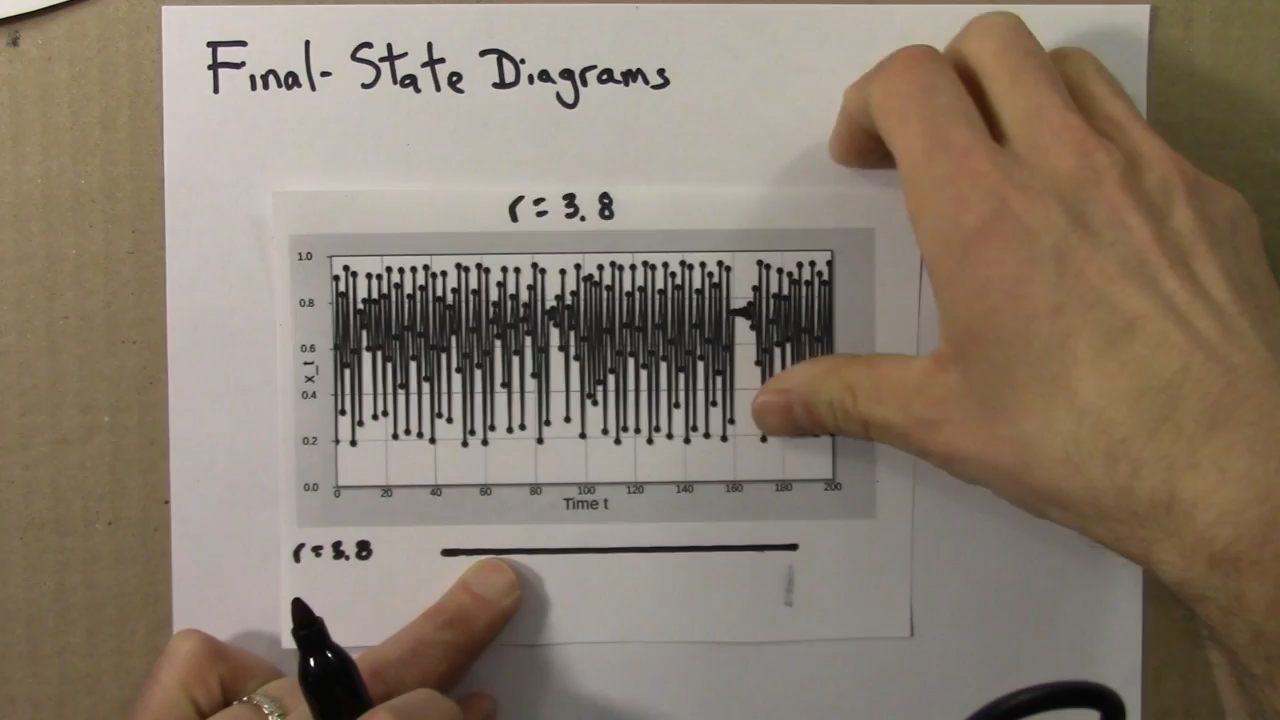 Final-State Diagrams
r = 3.8
1.0
0.8
0.6
0.4
0.2
0.0
x_t
0 20 40 60 80 100 120 140 160 180 200
Time t
r = 3.8